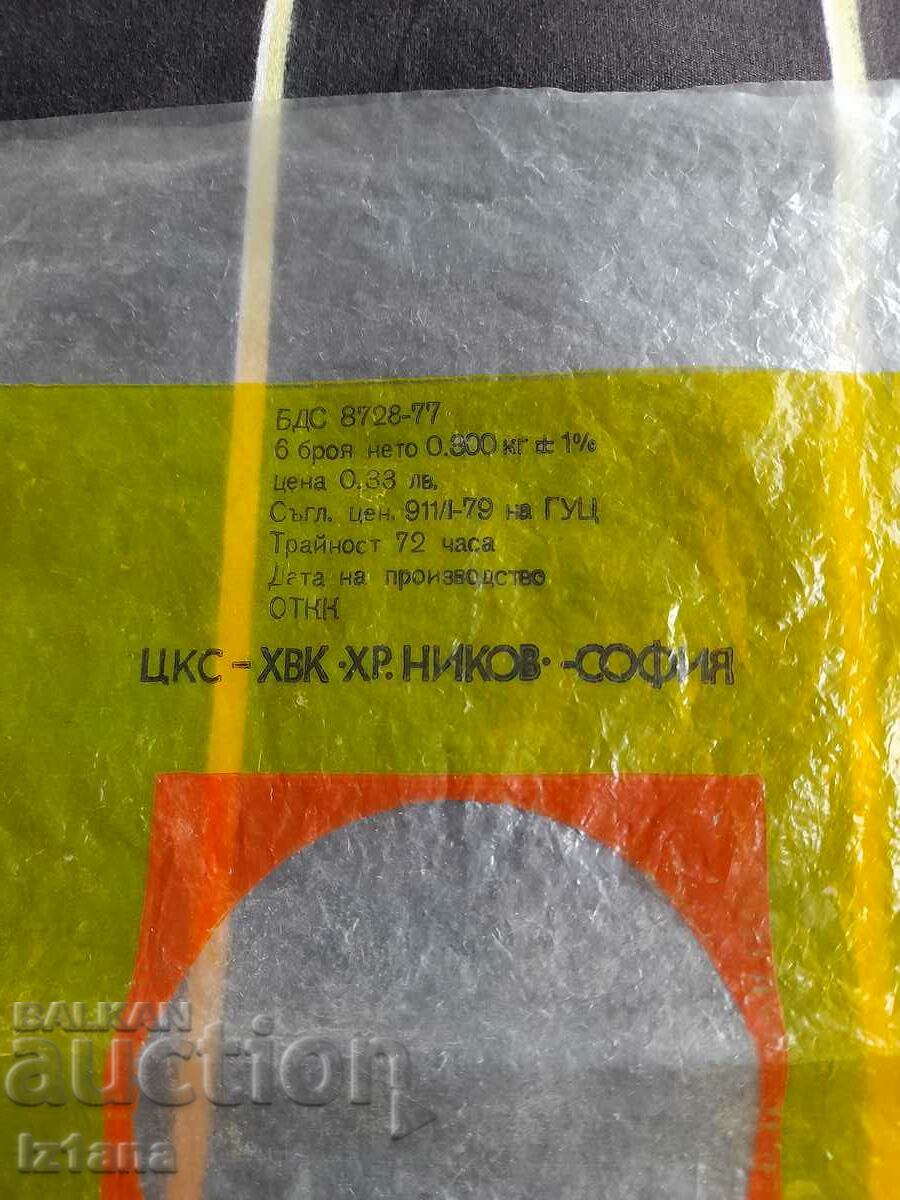 БДС 8728-77
6 броя нето 0.300 кг ± 1%
цена 0.33 лв.
Съгл. цен. 911/I-79 на ГУЦ
Трайност 72 часа
Дата на производство
ОТКК
ЦКС - ХВК ·ХР. НИКОВ· -СОФИЯ
BALKAN
auction
Iz1ana